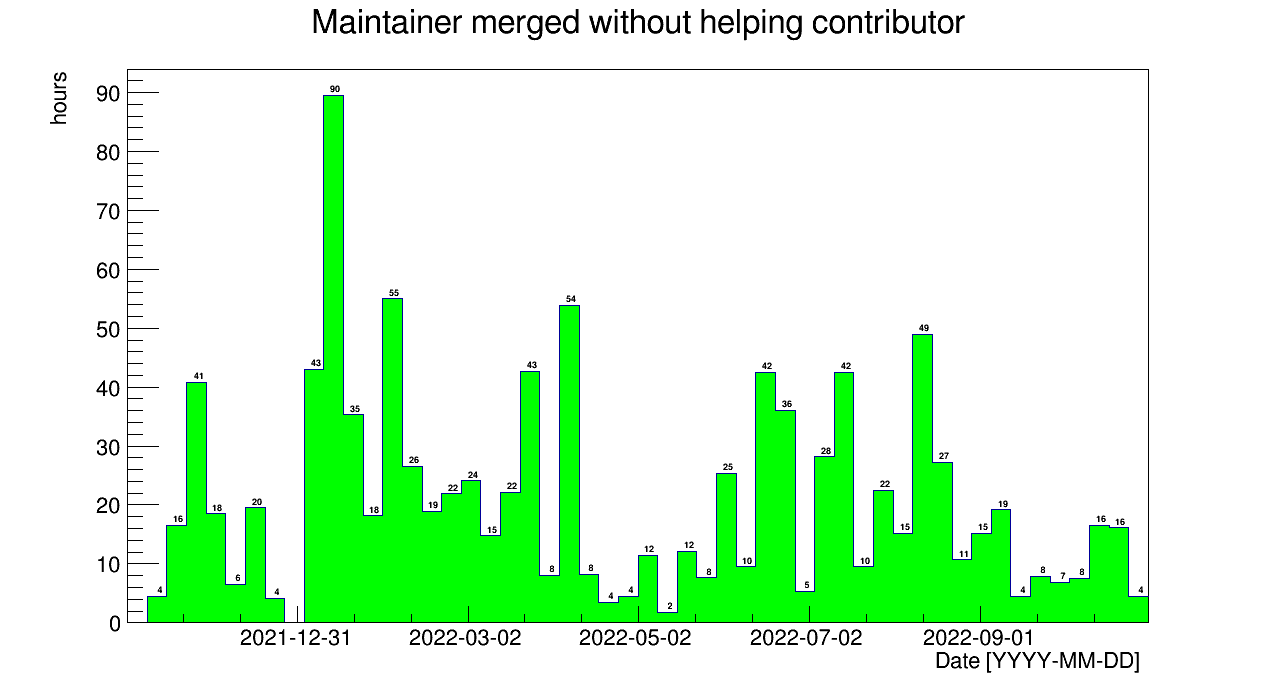 Maintainer merged without helping contributor
hours
90
80
70
60
50
40
30
20
10
0
4 16 41 18 6 20 4 43 90 35 18 55 26 19 22 24 15 22 43 8 54 8 4 4 12 2 12 8 25 10 42 36 5 28 42 10 22 15 49 27 11 15 19 4 8 7 8 16 16 4
2021-12-31 2022-03-02 2022-05-02 2022-07-02 2022-09-01
Date [YYYY-MM-DD]